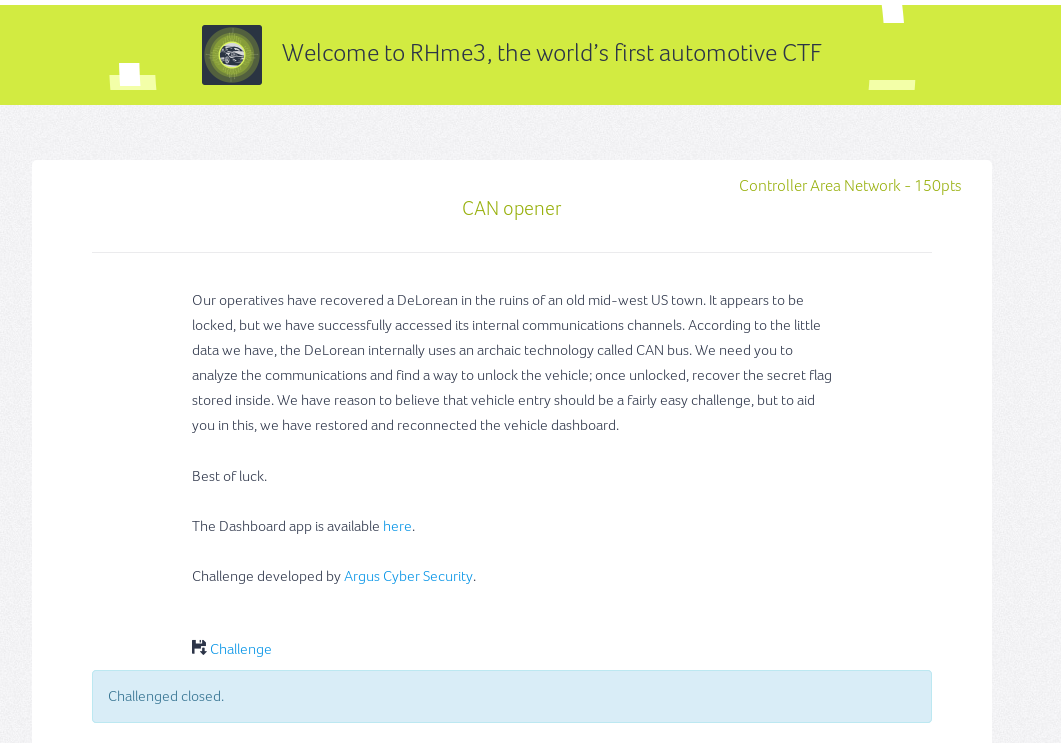 Welcome to RHme3, the world’s first automotive CTF
Controller Area Network - 150pts
CAN opener
Our operatives have recovered a DeLorean in the ruins of an old mid-west US town. It appears to be
locked, but we have successfully accessed its internal communications channels. According to the little
data we have, the DeLorean internally uses an archaic technology called CAN bus. We need you to
analyze the communications and find a way to unlock the vehicle; once unlocked, recover the secret flag
stored inside. We have reason to believe that vehicle entry should be a fairly easy challenge, but to aid
you in this, we have restored and reconnected the vehicle dashboard.
Best of luck.
The Dashboard app is available here.
Challenge developed by Argus Cyber Security.
Challenge
Challenged closed.